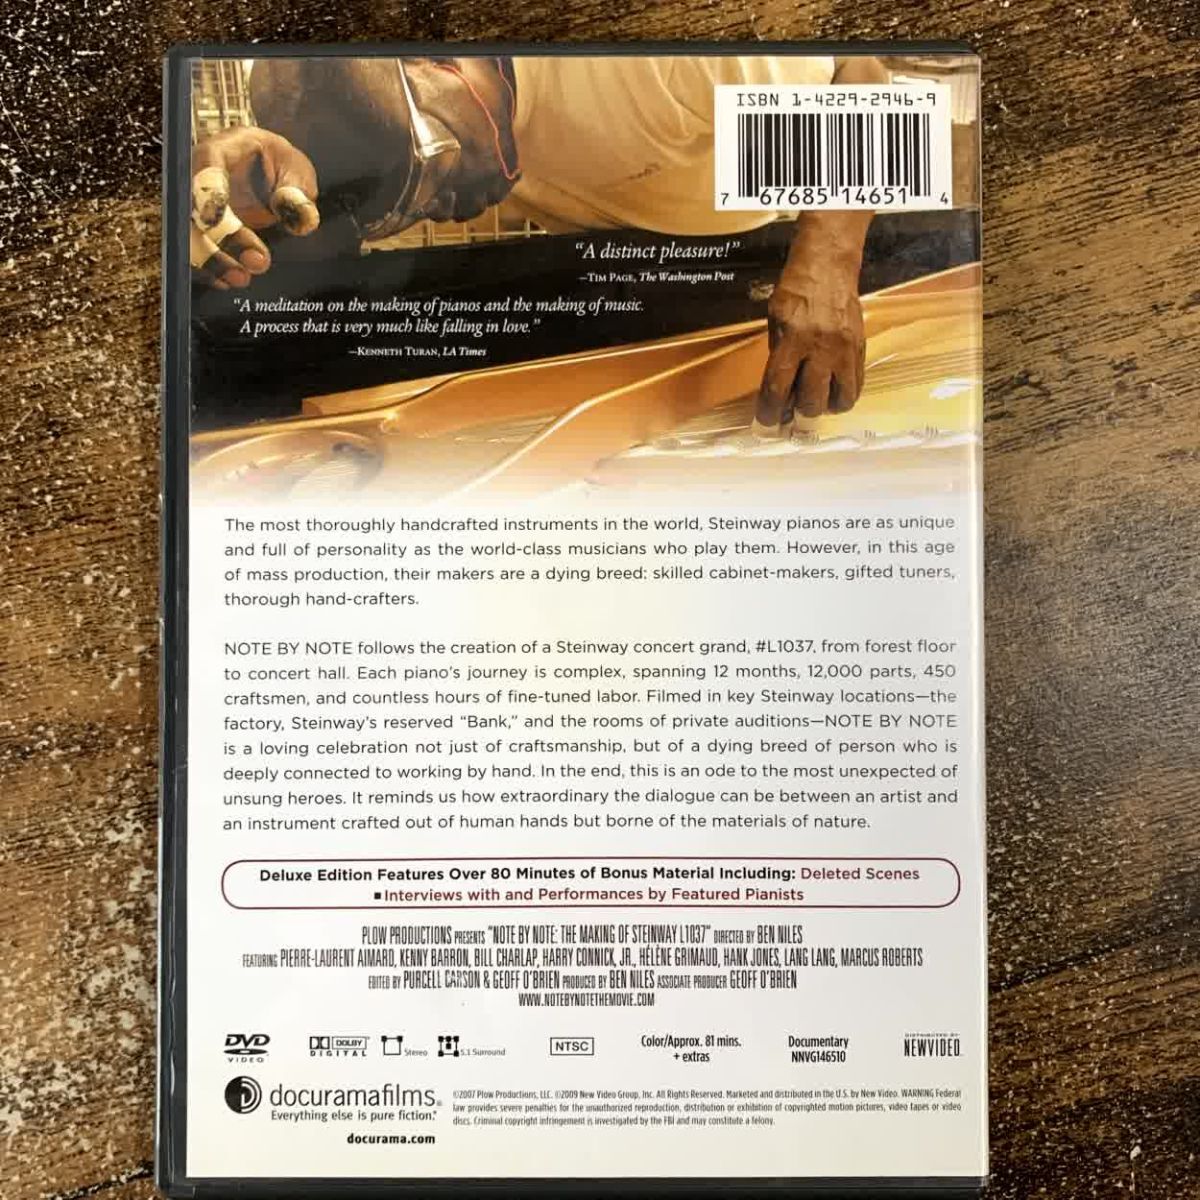 ISBN 1-4229-2946-9
7 67685 14651 4
“A distinct pleasure!”
—TIM PAGE, The Washington Post
“A meditation on the making of pianos and the making of music.
A process that is very much like falling in love.”
—KENNETH TURAN, LA Times
The most thoroughly handcrafted instruments in the world, Steinway pianos are as unique
and full of personality as the world-class musicians who play them. However, in this age
of mass production, their makers are a dying breed: skilled cabinet-makers, gifted tuners,
thorough hand-crafters.
NOTE BY NOTE follows the creation of a Steinway concert grand, #L1037, from forest floor
to concert hall. Each piano’s journey is complex, spanning 12 months, 12,000 parts, 450
craftsmen, and countless hours of fine-tuned labor. Filmed in key Steinway locations—the
factory, Steinway’s reserved “Bank,” and the rooms of private auditions—NOTE BY NOTE
is a loving celebration not just of craftsmanship, but of a dying breed of person who is
deeply connected to working by hand. In the end, this is an ode to the most unexpected of
unsung heroes. It reminds us how extraordinary the dialogue can be between an artist and
an instrument crafted out of human hands but borne of the materials of nature.
Deluxe Edition Features Over 80 Minutes of Bonus Material Including: Deleted Scenes
▪ Interviews with and Performances by Featured Pianists
PLOW PRODUCTIONS PRESENTS “NOTE BY NOTE: THE MAKING OF STEINWAY L1037” DIRECTED BY BEN NILES
FEATURING PIERRE-LAURENT AIMARD, KENNY BARRON, BILL CHARLAP, HARRY CONNICK, JR., HÉLÈNE GRIMAUD, HANK JONES, LANG LANG, MARCUS ROBERTS
EDITED BY PURCELL CARSON & GEOFF O’BRIEN PRODUCED BY BEN NILES ASSOCIATE PRODUCER GEOFF O’BRIEN
WWW.NOTEBYNOTETHEMOVIE.COM
DVD VIDEO
DOLBY DIGITAL
Stereo
5.1 Surround
NTSC
Color/Approx. 81 mins.
+ extras
Documentary
NNVG146510
DISTRIBUTED BY
NEWVIDEO
docuramafilms.
Everything else is pure fiction.®
docurama.com
©2007 Plow Productions, LLC. ©2009 New Video Group, Inc. All Rights Reserved. Marketed and distributed in the U.S. by New Video. WARNING Federal
law provides severe penalties for the unauthorized reproduction, distribution or exhibition of copyrighted motion pictures, video tapes or video
discs. Criminal copyright infringement is investigated by the FBI and may constitute a felony.